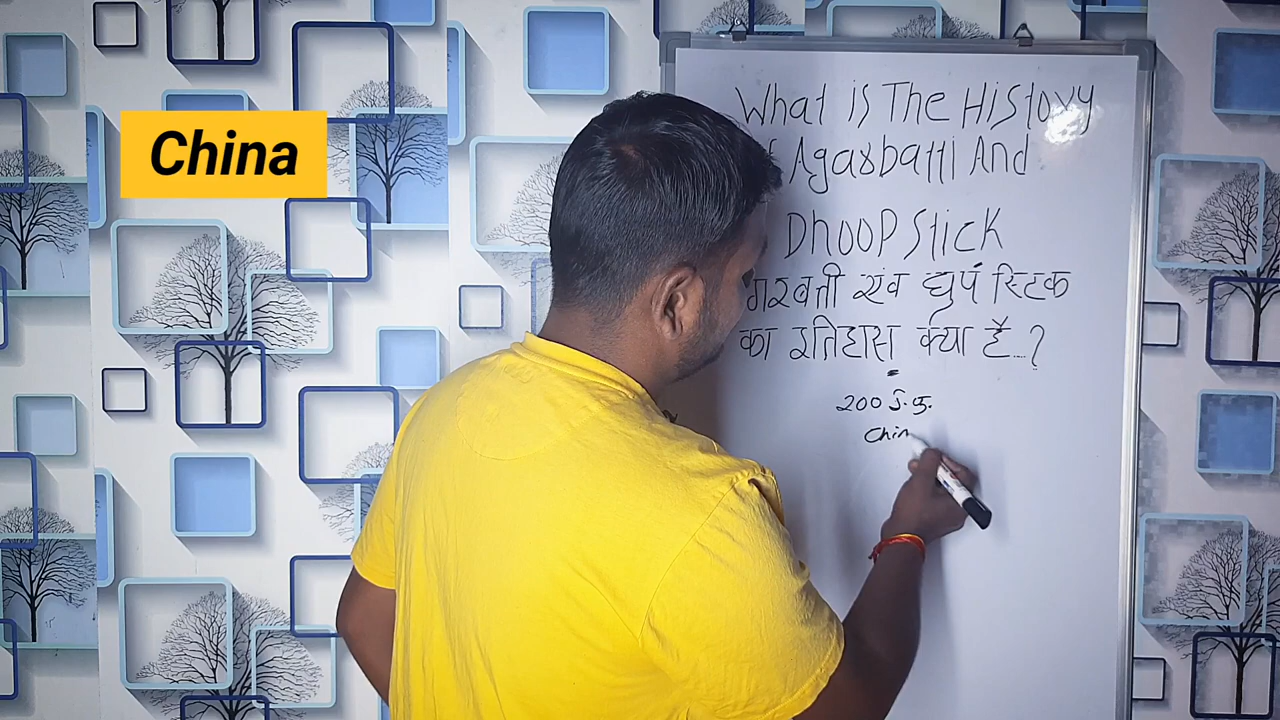 China
What is The History
f Agarbatti And
Dhoop Stick
गरबत्ती एवं धुप स्टिक
का इतिहास क्या है...?
200 ई.पू.
Chin